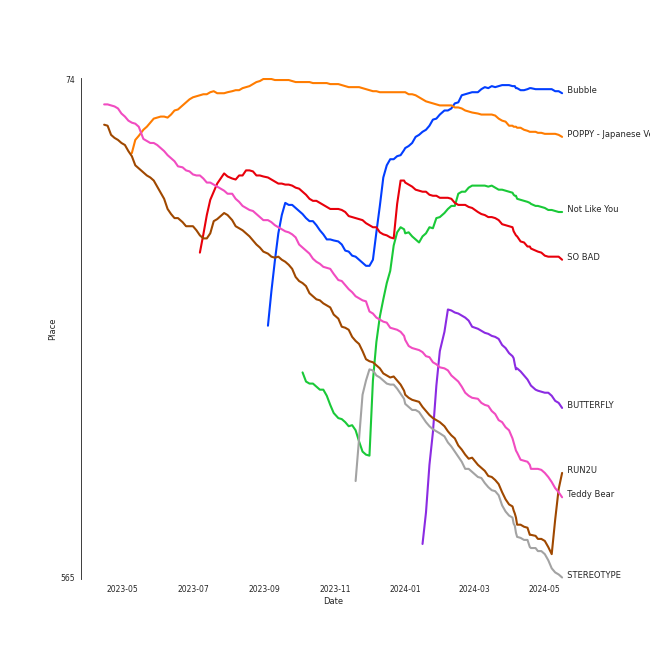 74
Bubble
POPPY - Japanese Ve
Not Like You
SO BAD
Place
BUTTERFLY
RUN2U
Teddy Bear
STEREOTYPE
565
2023-05 2023-07 2023-09 2023-11 2024-01 2024-03 2024-05
Date